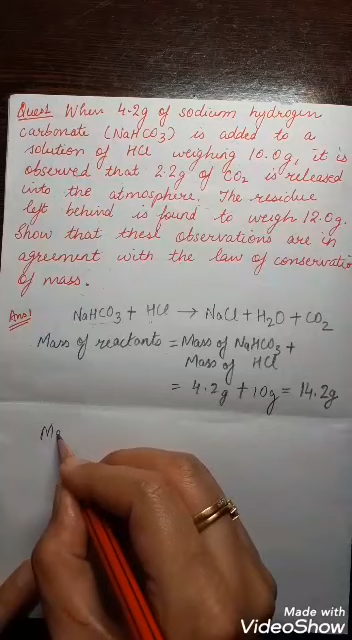 Ques1 When 4.2g of sodium hydrogen
carbonate (NaHCO3) is added to a
solution of HCl weighing 10.0g, it is
observed that 2.2g of CO2 is released
into the atmosphere. The residue
left behind is found to weigh 12.0g.
Show that these observations are in
agreement with the law of conservation
of mass.
Ans1 NaHCO3 + HCl → NaCl + H2O + CO2
Mass of reactants = Mass of NaHCO3 +
Mass of HCl
= 4.2g + 10g = 14.2g
Ma
Made with
VideoShow